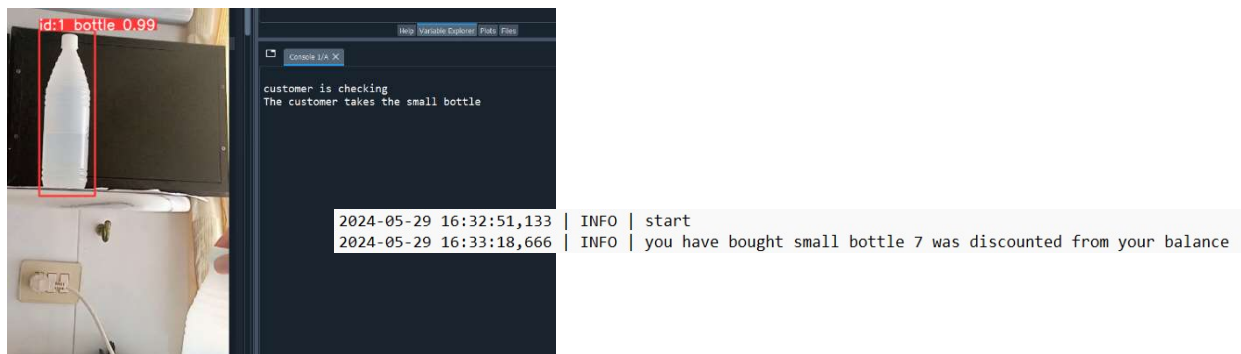 id:1 bottle 0.99
Help Variable Explorer Plots Files
Console 1/A X
customer is checking
The customer takes the small bottle
2024-05-29 16:32:51,133 | INFO | start
2024-05-29 16:33:18,666 | INFO | you have bought small bottle 7 was discounted from your balance